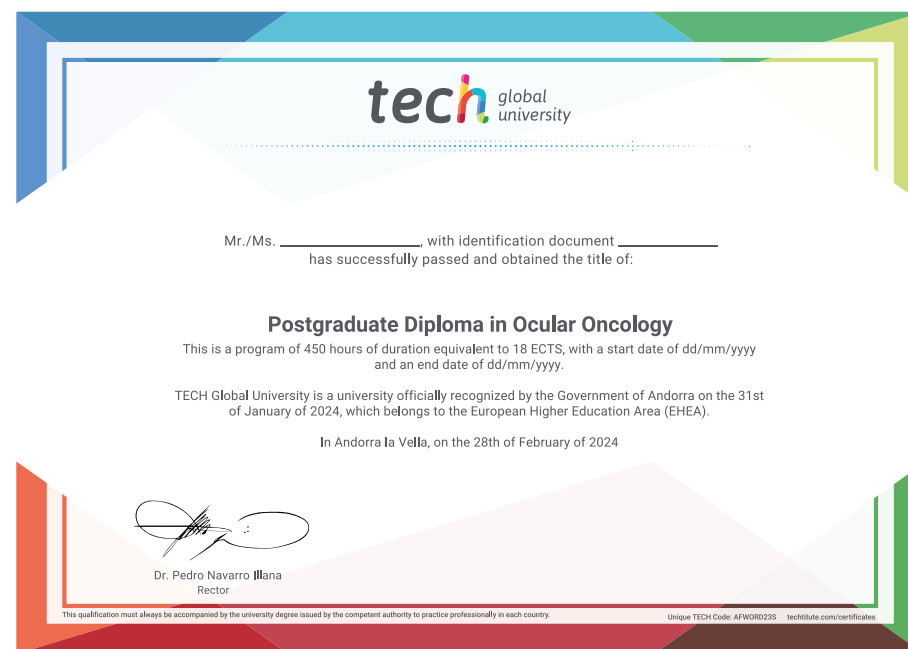 tech global university
Mr./Ms. ____________________, with identification document ______________
has successfully passed and obtained the title of:
Postgraduate Diploma in Ocular Oncology
This is a program of 450 hours of duration equivalent to 18 ECTS, with a start date of dd/mm/yyyy
and an end date of dd/mm/yyyy.
TECH Global University is a university officially recognized by the Government of Andorra on the 31st
of January of 2024, which belongs to the European Higher Education Area (EHEA).
In Andorra la Vella, on the 28th of February of 2024
Dr. Pedro Navarro Illana
Rector
This qualification must always be accompanied by the university degree issued by the competent authority to practice professionally in each country.
Unique TECH Code: AFWORD23S techtitute.com/certificates